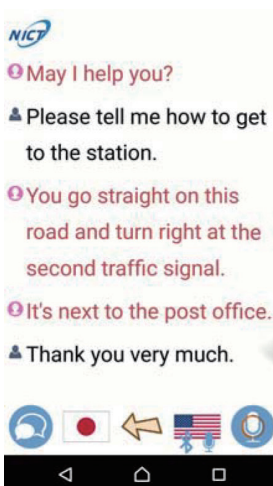 NICT
May I help you?
Please tell me how to get
to the station.
You go straight on this
road and turn right at the
second traffic signal.
It's next to the post office.
Thank you very much.